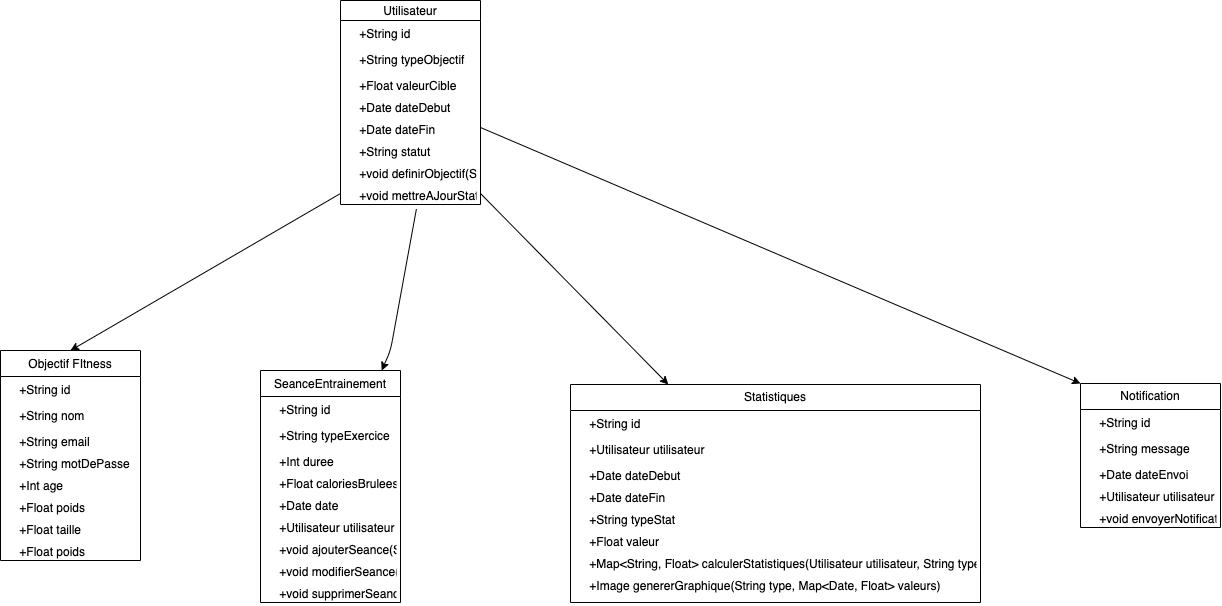 Utilisateur
+String id
+String typeObjectif
+Float valeurCible
+Date dateDebut
+Date dateFin
+String statut
+void definirObjectif(S
+void mettreAJourStat
Objectif FItness
+String id
+String nom
+String email
+String motDePasse
+Int age
+Float poids
+Float taille
+Float poids
SeanceEntrainement
+String id
+String typeExercice
+Int duree
+Float caloriesBrulees
+Date date
+Utilisateur utilisateur
+void ajouterSeance(S
+void modifierSeance(
+void supprimerSeanc
Statistiques
+String id
+Utilisateur utilisateur
+Date dateDebut
+Date dateFin
+String typeStat
+Float valeur
+Map<String, Float> calculerStatistiques(Utilisateur utilisateur, String type
+Image genererGraphique(String type, Map<Date, Float> valeurs)
Notification
+String id
+String message
+Date dateEnvoi
+Utilisateur utilisateur
+void envoyerNotificat